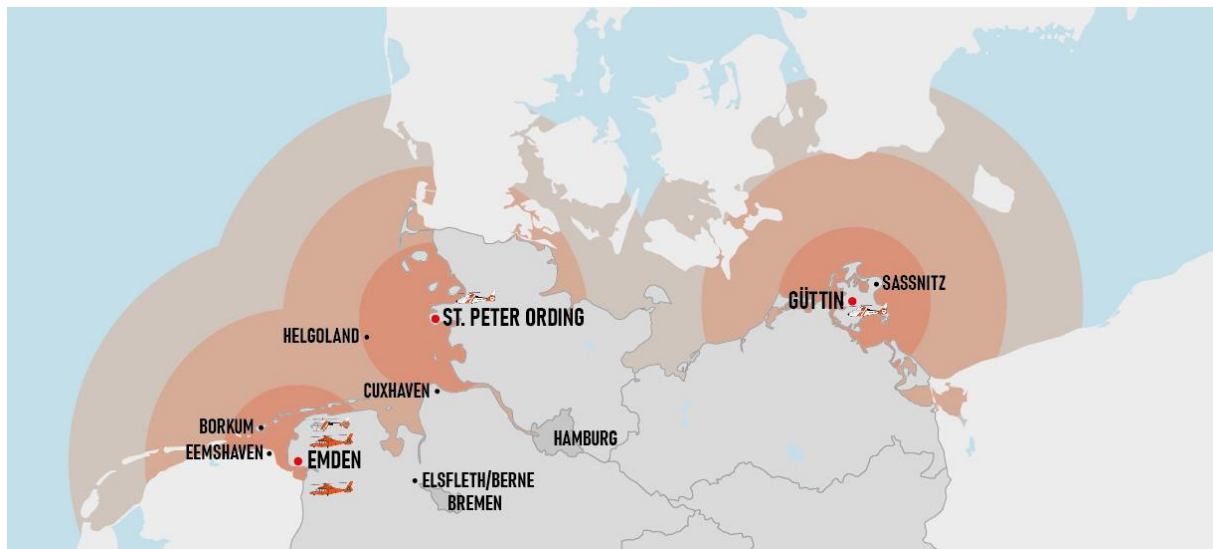 SASSNITZ
GÜTTIN
ST. PETER ORDING
HELGOLAND
CUXHAVEN
BORKUM
HAMBURG
EEMSHAVEN
EMDEN
ELSFLETH/BERNE
BREMEN